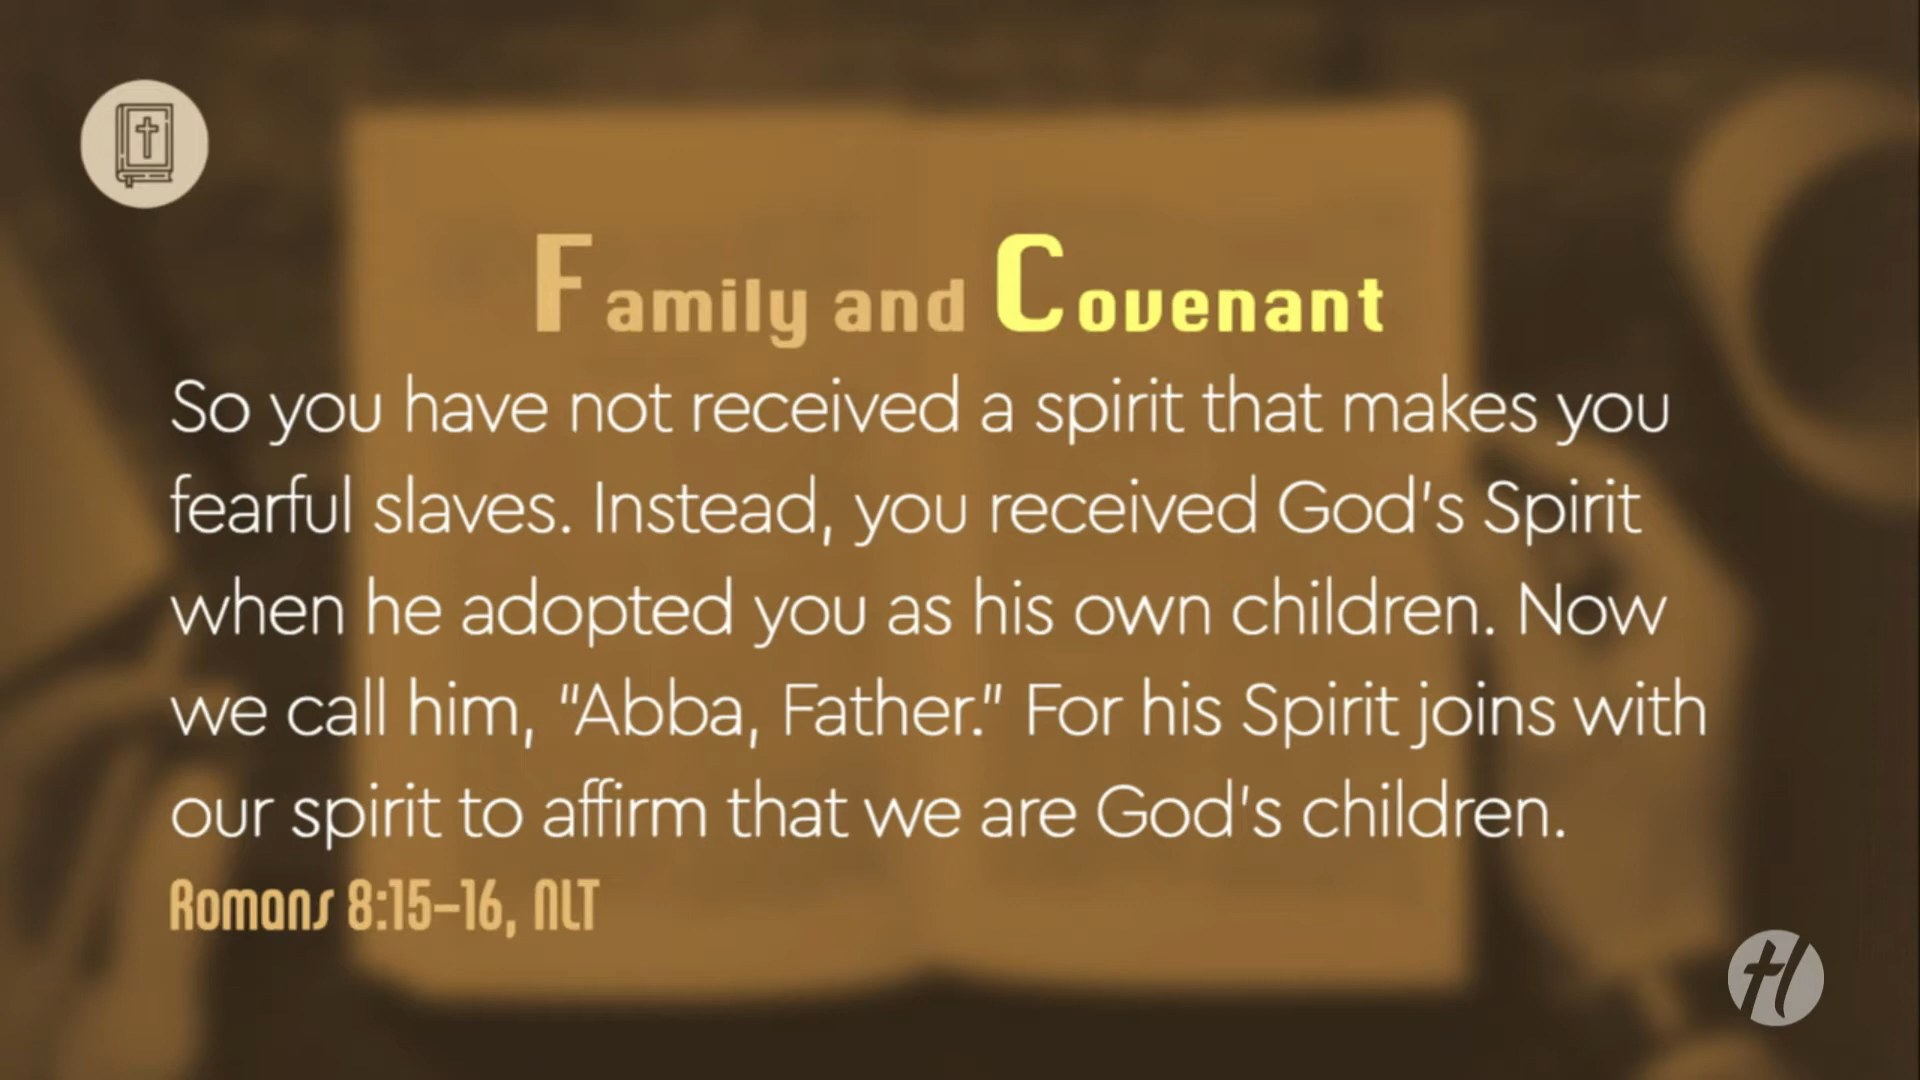 Family and Covenant
So you have not received a spirit that makes you
fearful slaves. Instead, you received God's Spirit
when he adopted you as his own children. Now
we call him, "Abba, Father." For his Spirit joins with
our spirit to affirm that we are God's children.
Romans 8:15–16, NLT